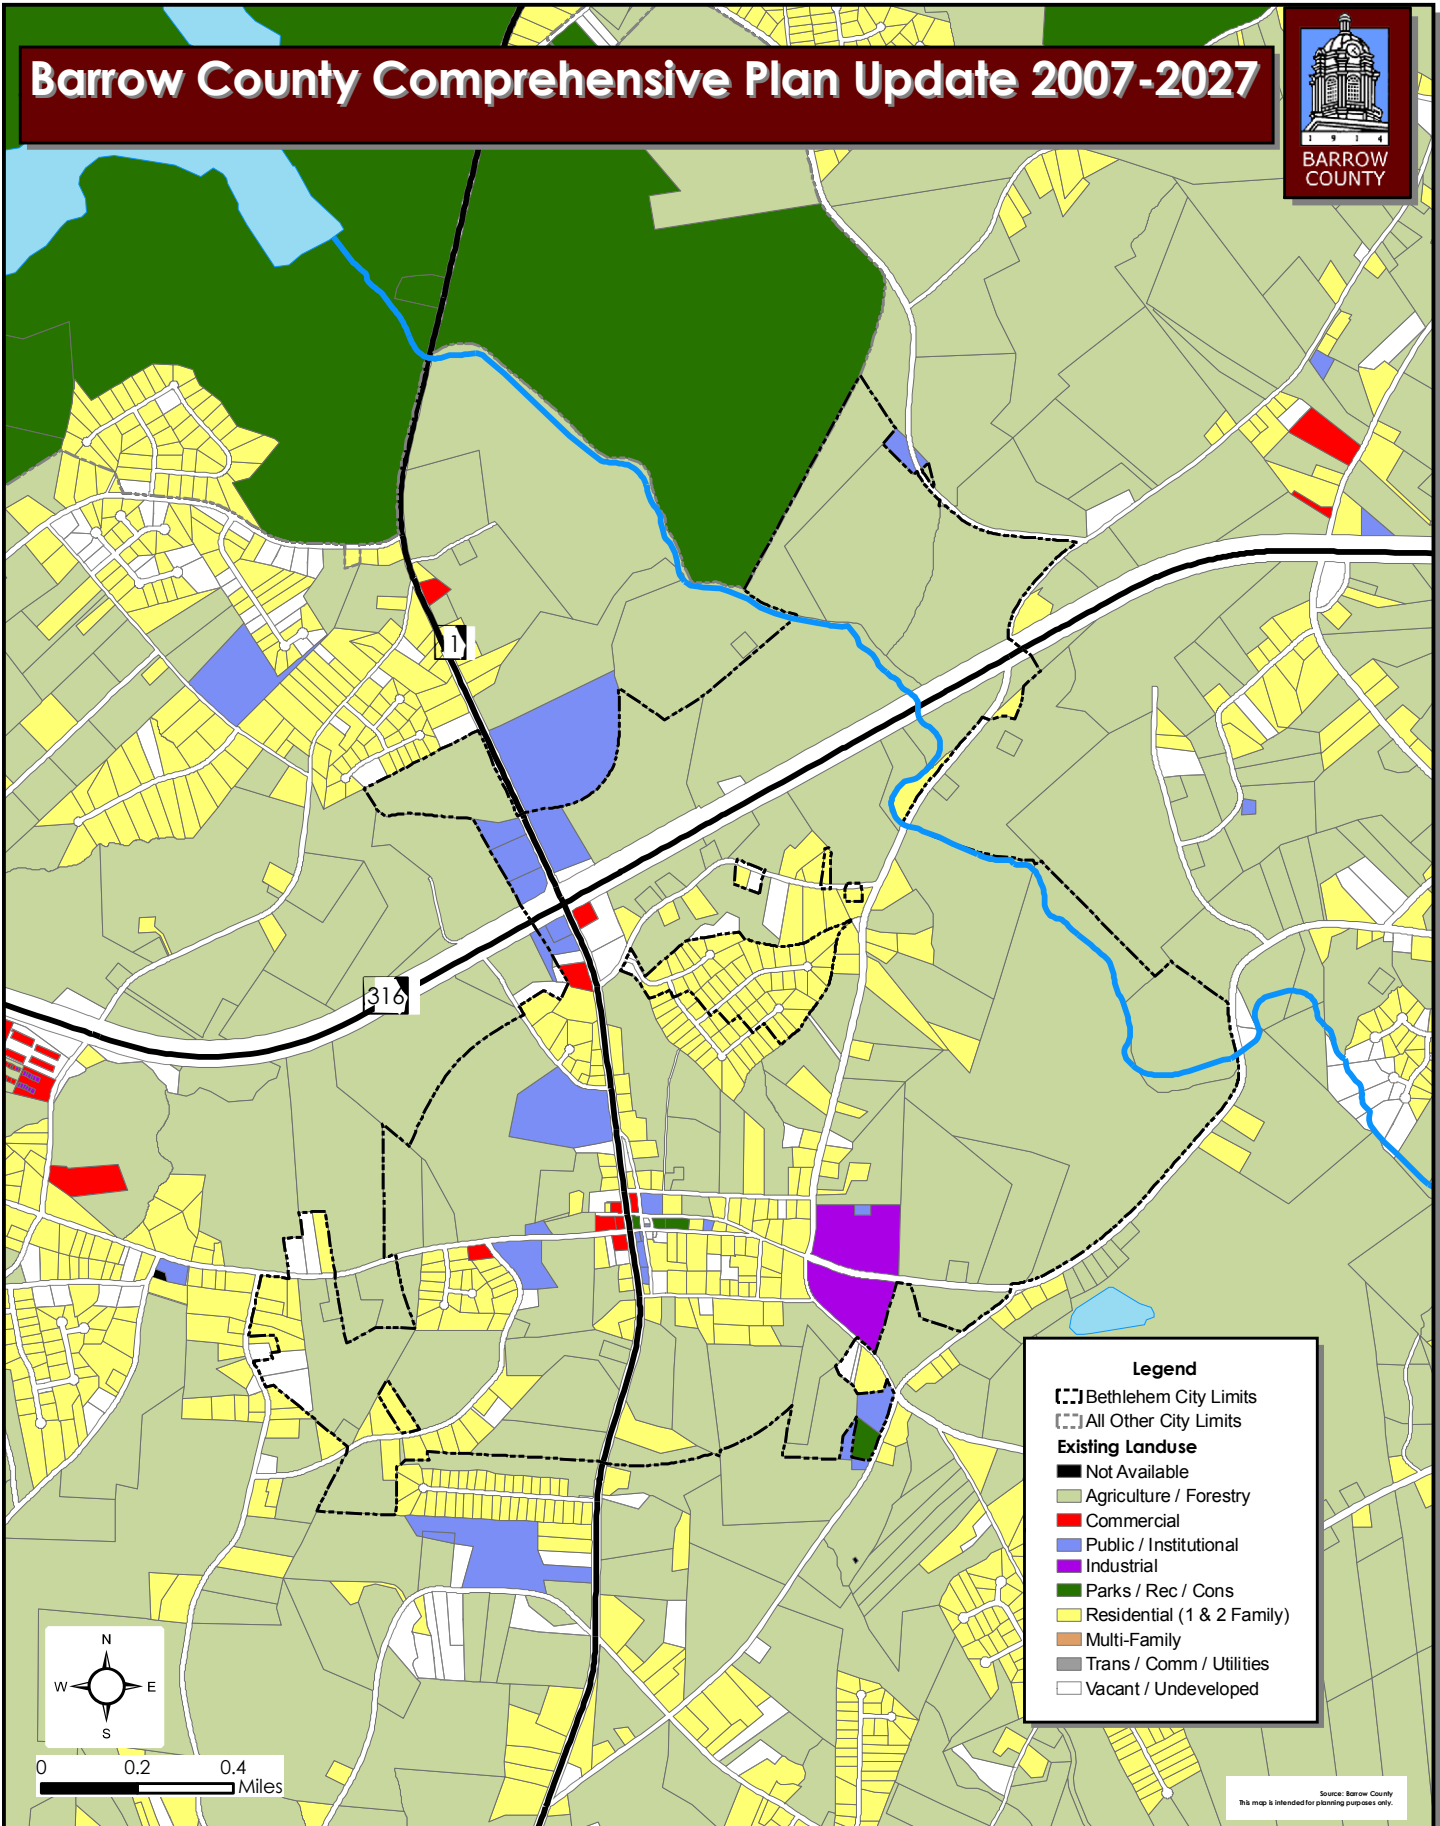 Barrow County Comprehensive Plan Update 2007-2027
1 9 1 4
BARROW
COUNTY
11
316
Legend
Bethlehem City Limits
All Other City Limits
Existing Landuse
Not Available
Agriculture / Forestry
Commercial
Public / Institutional
Industrial
Parks / Rec / Cons
Residential (1 & 2 Family)
Multi-Family
Trans / Comm / Utilities
Vacant / Undeveloped
N
W E
S
0 0.2 0.4
Miles
Source: Barrow County
This map is intended for planning purposes only.